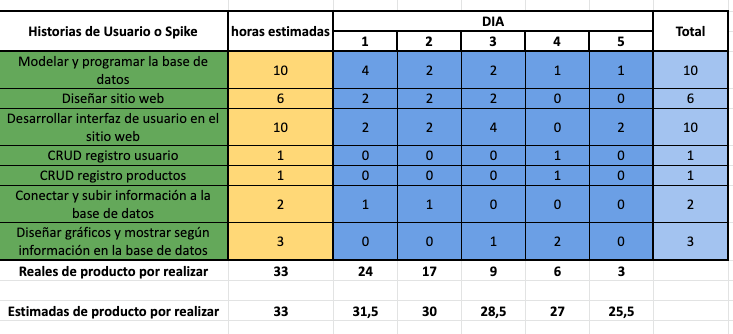 Historias de Usuario o Spike horas estimadas DIA Total
1 2 3 4 5
Modelar y programar la base de
datos 10 4 2 2 1 1 10
Diseñar sitio web 6 2 2 2 0 0 6
Desarrollar interfaz de usuario en el
sitio web 10 2 2 4 0 2 10
CRUD registro usuario 1 0 0 0 1 0 1
CRUD registro productos 1 0 0 0 1 0 1
Conectar y subir información a la
base de datos 2 1 1 0 0 0 2
Diseñar gráficos y mostrar según
información en la base de datos 3 0 0 1 2 0 3
Reales de producto por realizar 33 24 17 9 6 3
Estimadas de producto por realizar 33 31,5 30 28,5 27 25,5